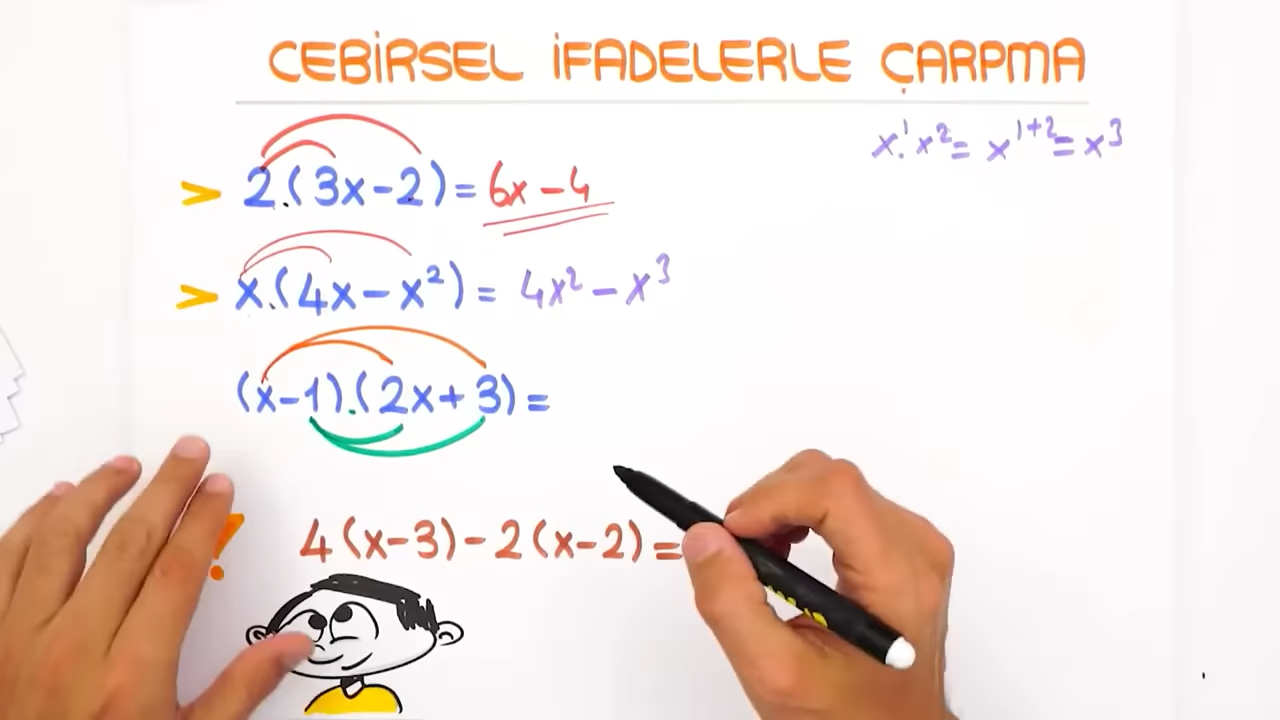 CEBİRSEL İFADELERLE ÇARPMA
x¹.x² = x¹⁺² = x³
> 2.(3x-2) = 6x-4
> x.(4x-x²) = 4x²-x³
(x-1).(2x+3) =
! 4(x-3)-2(x-2) =